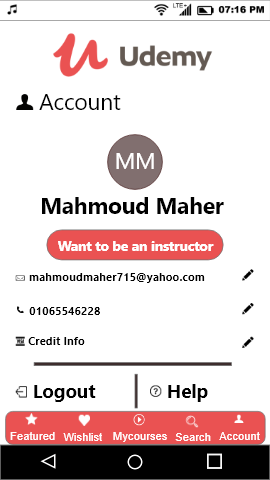 LTE 07:16 PM
Udemy
Account
MM
Mahmoud Maher
Want to be an instructor
mahmoudmaher715@yahoo.com
01065546228
Credit Info
Logout Help
Featured Wishlist Mycourses Search Account